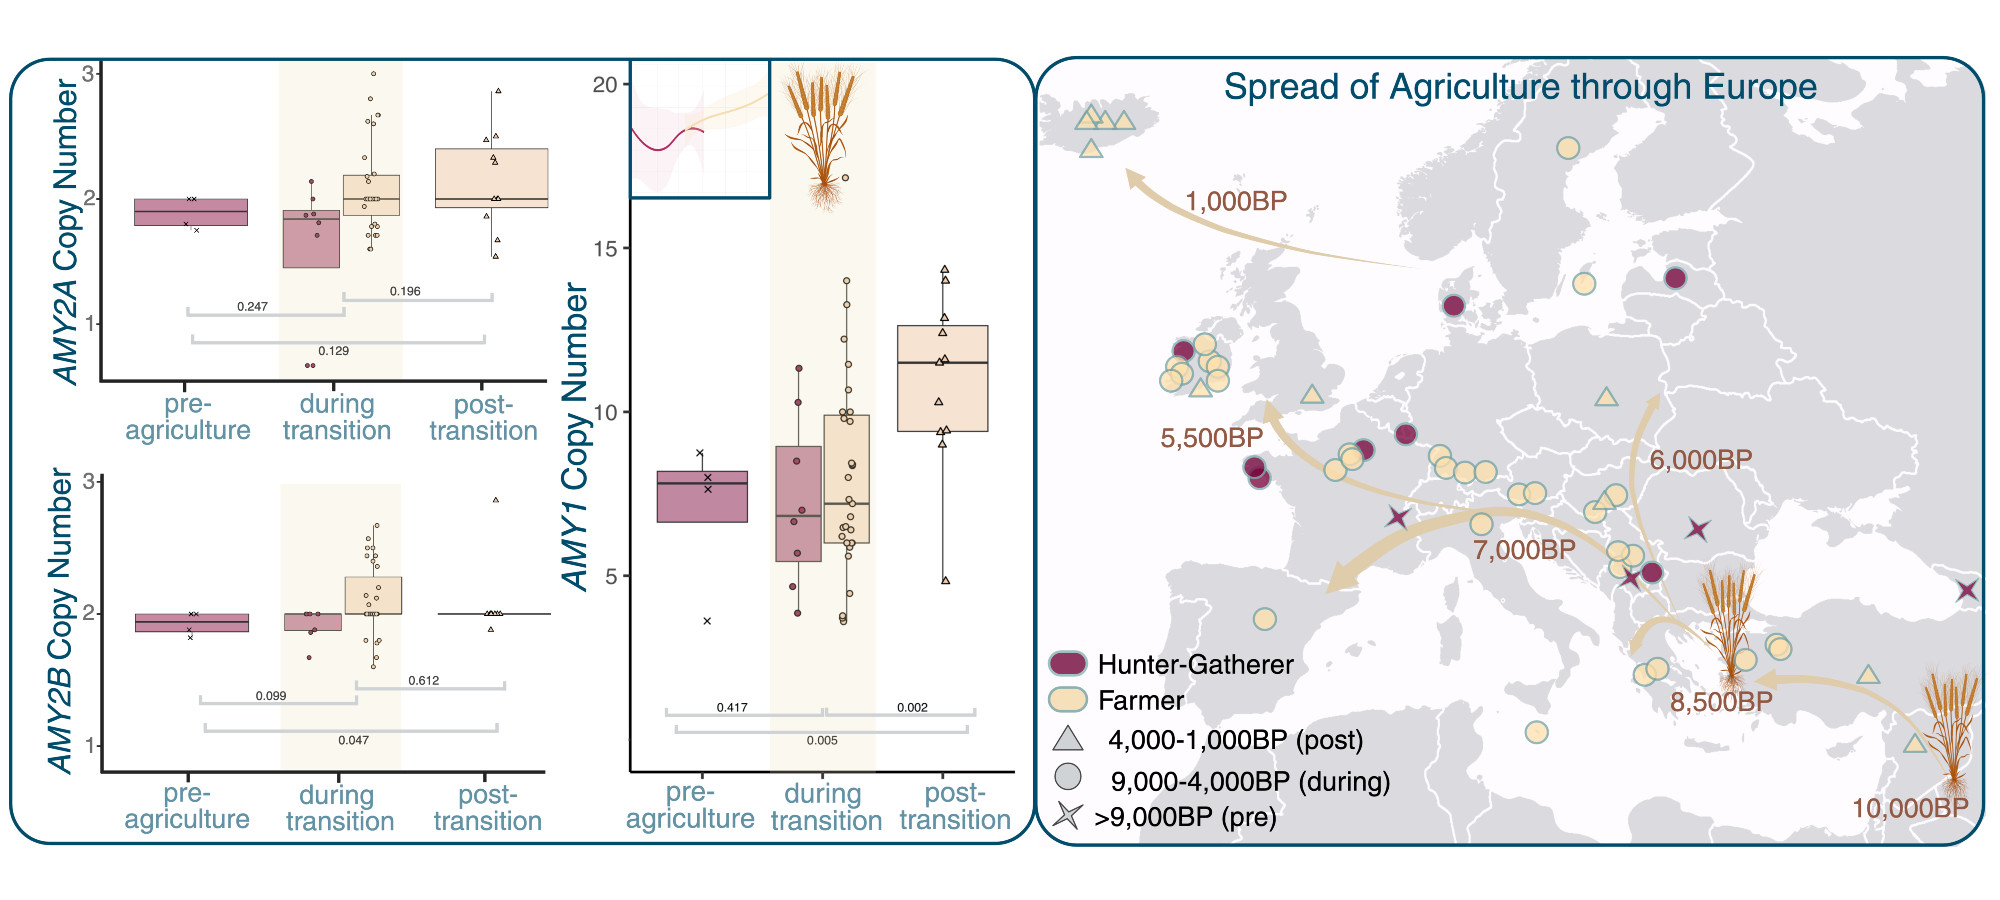 3
2
1
AMY2A Copy Number
0.247
0.196
0.129
pre-
agriculture
during
transition
post-
transition
3
2
1
AMY2B Copy Number
0.099
0.612
0.047
pre-
agriculture
during
transition
post-
transition
20
15
10
5
AMY1 Copy Number
0.417
0.002
0.005
pre-
agriculture
during
transition
post-
transition
Spread of Agriculture through Europe
1,000BP
5,500BP
6,000BP
7,000BP
8,500BP
10,000BP
Hunter-Gatherer
Farmer
4,000-1,000BP (post)
9,000-4,000BP (during)
>9,000BP (pre)